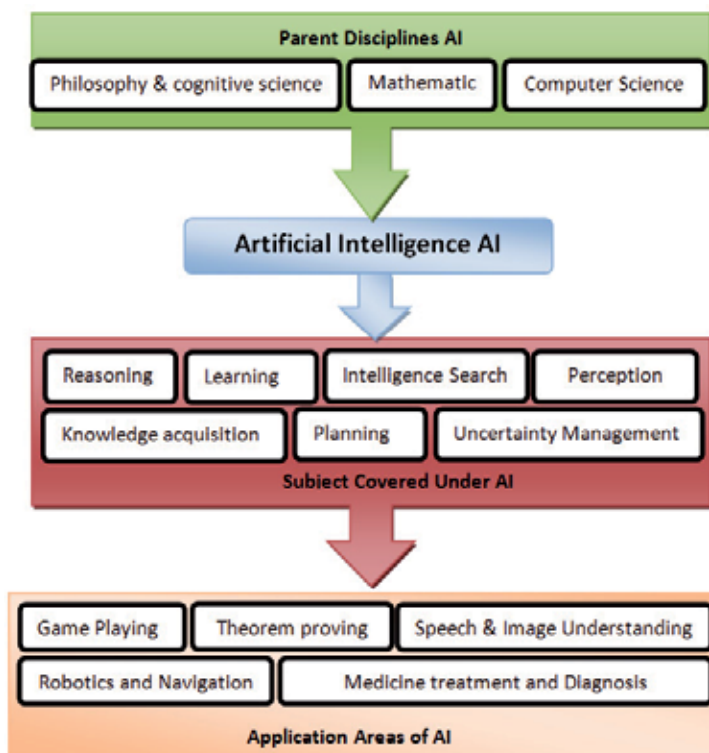 Parent Disciplines AI
Philosophy & cognitive science Mathematic Computer Science
Artificial Intelligence AI
Reasoning Learning Intelligence Search Perception
Knowledge acquisition Planning Uncertainty Management
Subiect Covered Under AI
Game Playing Theorem proving Speech & Image Understanding
Robotics and Navigation Medicine treatment and Diagnosis
Application Areas of AI